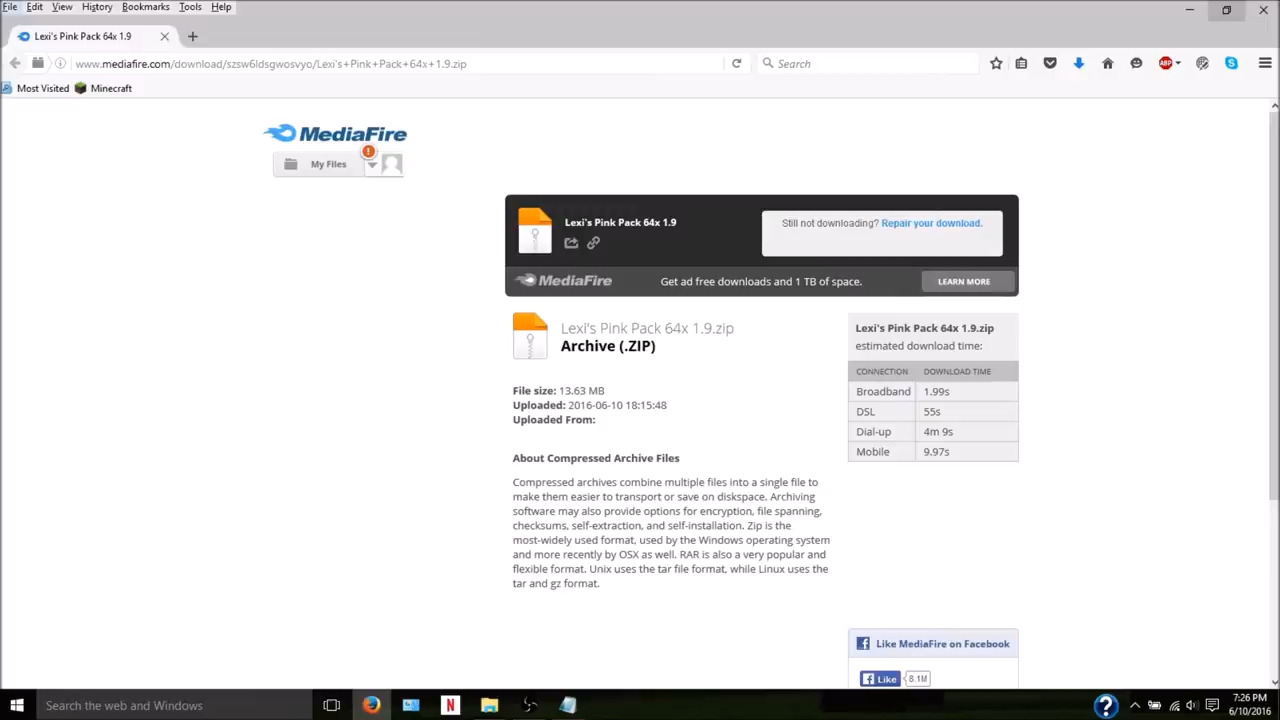 File Edit View History Bookmarks Tools Help
Lexi's Pink Pack 64x 1.9
www.mediafire.com/download/szsw6ldsgwosvyo/Lexi's+Pink+Pack+64x+1.9.zip
Search
ABP
Most Visited Minecraft
MediaFire
My Files
!
Lexi's Pink Pack 64x 1.9
Still not downloading? Repair your download.
MediaFire
Get ad free downloads and 1 TB of space.
LEARN MORE
Lexi's Pink Pack 64x 1.9.zip
Archive (.ZIP)
File size: 13.63 MB
Uploaded: 2016-06-10 18:15:48
Uploaded From:
About Compressed Archive Files
Compressed archives combine multiple files into a single file to
make them easier to transport or save on diskspace. Archiving
software may also provide options for encryption, file spanning,
checksums, self-extraction, and self-installation. Zip is the
most-widely used format, used by the Windows operating system
and more recently by OSX as well. RAR is also a very popular and
flexible format. Unix uses the tar file format, while Linux uses the
tar and gz format.
Lexi's Pink Pack 64x 1.9.zip
estimated download time:
CONNECTION DOWNLOAD TIME
Broadband 1.99s
DSL 55s
Dial-up 4m 9s
Mobile 9.97s
Like MediaFire on Facebook
Like 8.1M
Search the web and Windows
N
?
7:26 PM
6/10/2016